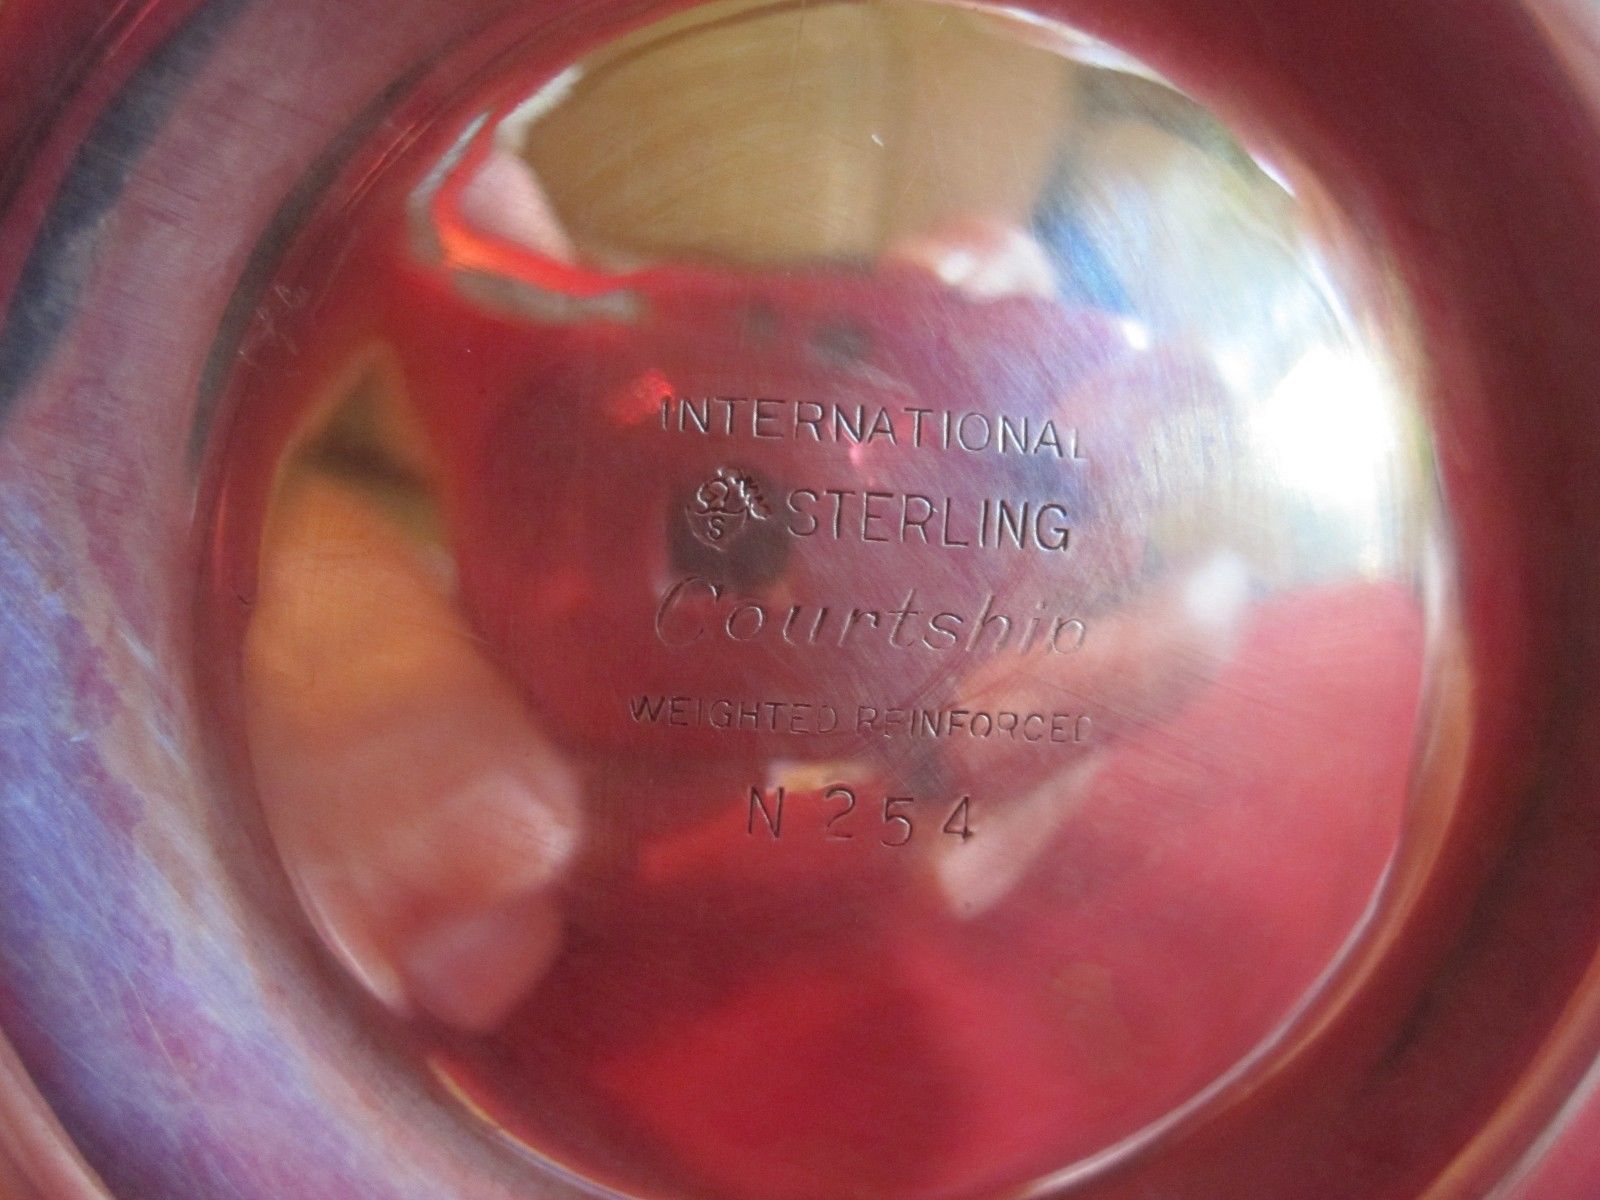 INTERNATIONAL
S STERLING
Courtship
WEIGHTED REINFORCED
N254